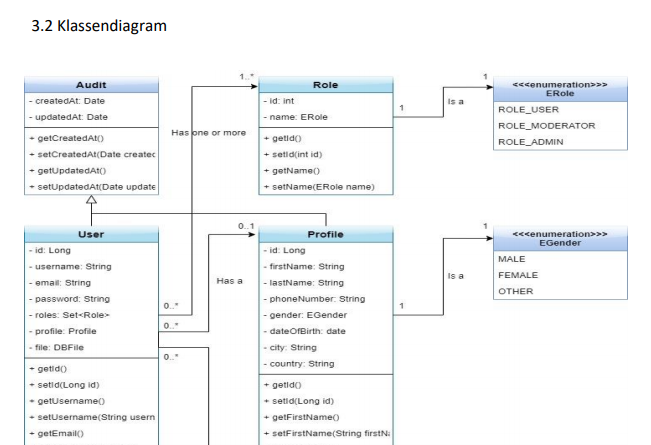 3.2 Klassendiagram
Audit
- createdAt: Date
- updatedAt: Date
+ getCreatedAt()
+ setCreatedAt(Date createc
+ getUpdatedAt()
+ setUpdatedAt(Date update
1..*
Has one or more
Role
- id: int
- name: ERole
+ getId()
+ setId(int id)
+ getName()
+ setName(ERole name)
1
Is a
1
<<<enumeration>>>
ERole
ROLE_USER
ROLE_MODERATOR
ROLE_ADMIN
User
- id: Long
- username: String
- email: String
- password: String
- roles: Set<Role>
- profile: Profile
- file: DBFile
+ getId()
+ setId(Long id)
+ getUsername()
+ setUsername(String usern
+ getEmail()
0..*
0..*
0..*
0..1
Has a
Profile
- id: Long
- firstName: String
- lastName: String
- phoneNumber: String
- gender: EGender
- dateOfBirth: date
- city: String
- country: String
+ getId()
+ setId(Long id)
+ getFirstName()
+ setFirstName(String firstNa
1
Is a
1
<<<enumeration>>>
EGender
MALE
FEMALE
OTHER